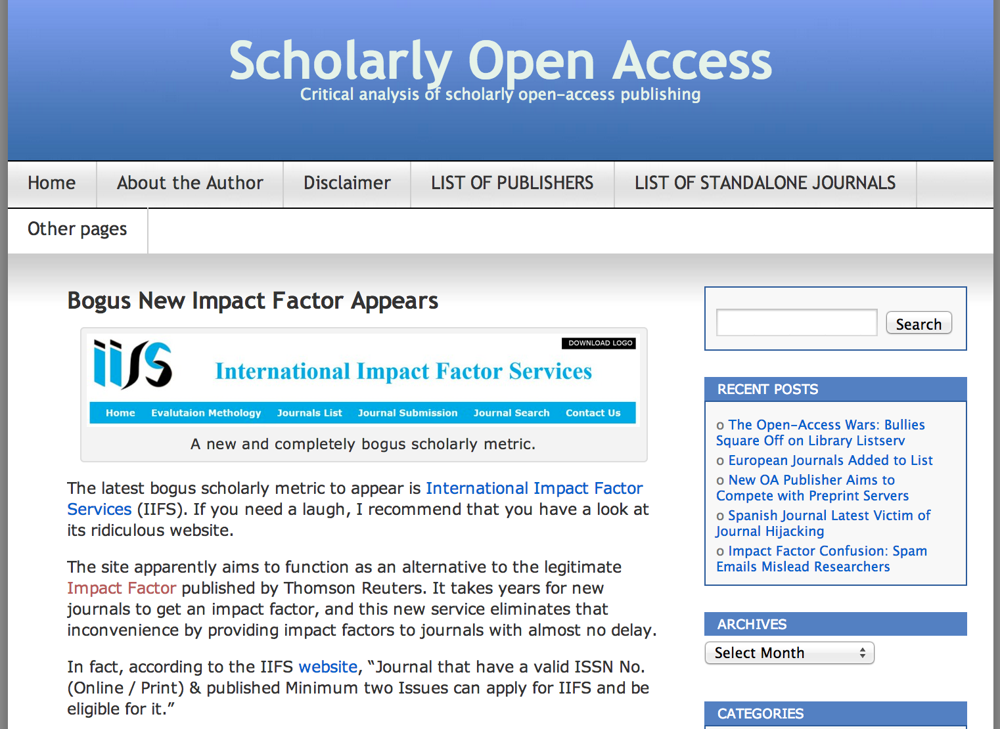 Scholarly Open Access
Critical analysis of scholarly open-access publishing
Home
About the Author
Disclaimer
LIST OF PUBLISHERS
LIST OF STANDALONE JOURNALS
Other pages
Bogus New Impact Factor Appears
iifs
DOWNLOAD LOGO
International Impact Factor Services
Home
Evalutaion Methology
Journals List
Journal Submission
Journal Search
Contact Us
A new and completely bogus scholarly metric.
The latest bogus scholarly metric to appear is International Impact Factor
Services (IIFS). If you need a laugh, I recommend that you have a look at
its ridiculous website.
The site apparently aims to function as an alternative to the legitimate
Impact Factor published by Thomson Reuters. It takes years for new
journals to get an impact factor, and this new service eliminates that
inconvenience by providing impact factors to journals with almost no delay.
In fact, according to the IIFS website, “Journal that have a valid ISSN No.
(Online / Print) & published Minimum two Issues can apply for IIFS and be
eligible for it.”
Search
RECENT POSTS
o The Open-Access Wars: Bullies
Square Off on Library Listserv
o European Journals Added to List
o New OA Publisher Aims to
Compete with Preprint Servers
o Spanish Journal Latest Victim of
Journal Hijacking
o Impact Factor Confusion: Spam
Emails Mislead Researchers
ARCHIVES
Select Month
CATEGORIES